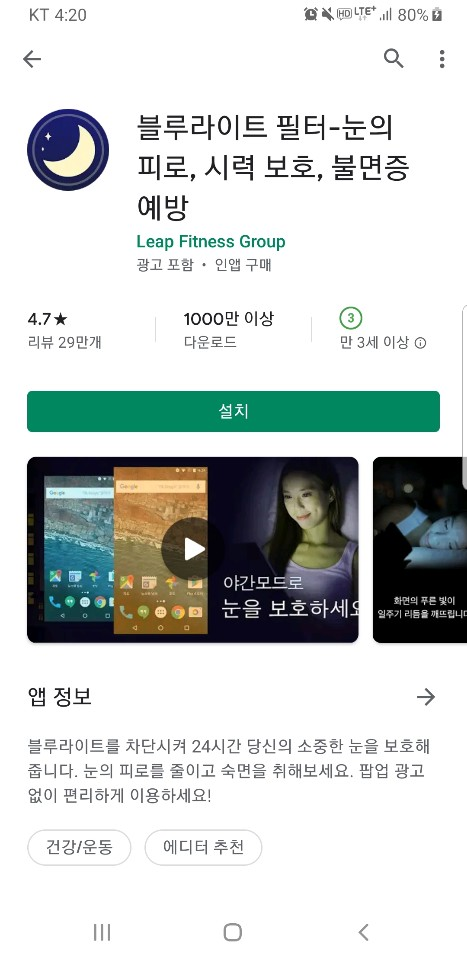 KT 4:20 HD LTE+ 80%
블루라이트 필터-눈의
피로, 시력 보호, 불면증
예방
Leap Fitness Group
광고 포함 • 인앱 구매
4.7★ 1000만 이상 3
리뷰 29만개 다운로드 만 3세 이상
설치
Google Google
야간모드로
눈을 보호하세요
화면의 푸른 빛이
일주기 리듬을 깨뜨립니다
앱 정보
블루라이트를 차단시켜 24시간 당신의 소중한 눈을 보호해
줍니다. 눈의 피로를 줄이고 숙면을 취해보세요. 팝업 광고
없이 편리하게 이용하세요!
건강/운동 에디터 추천